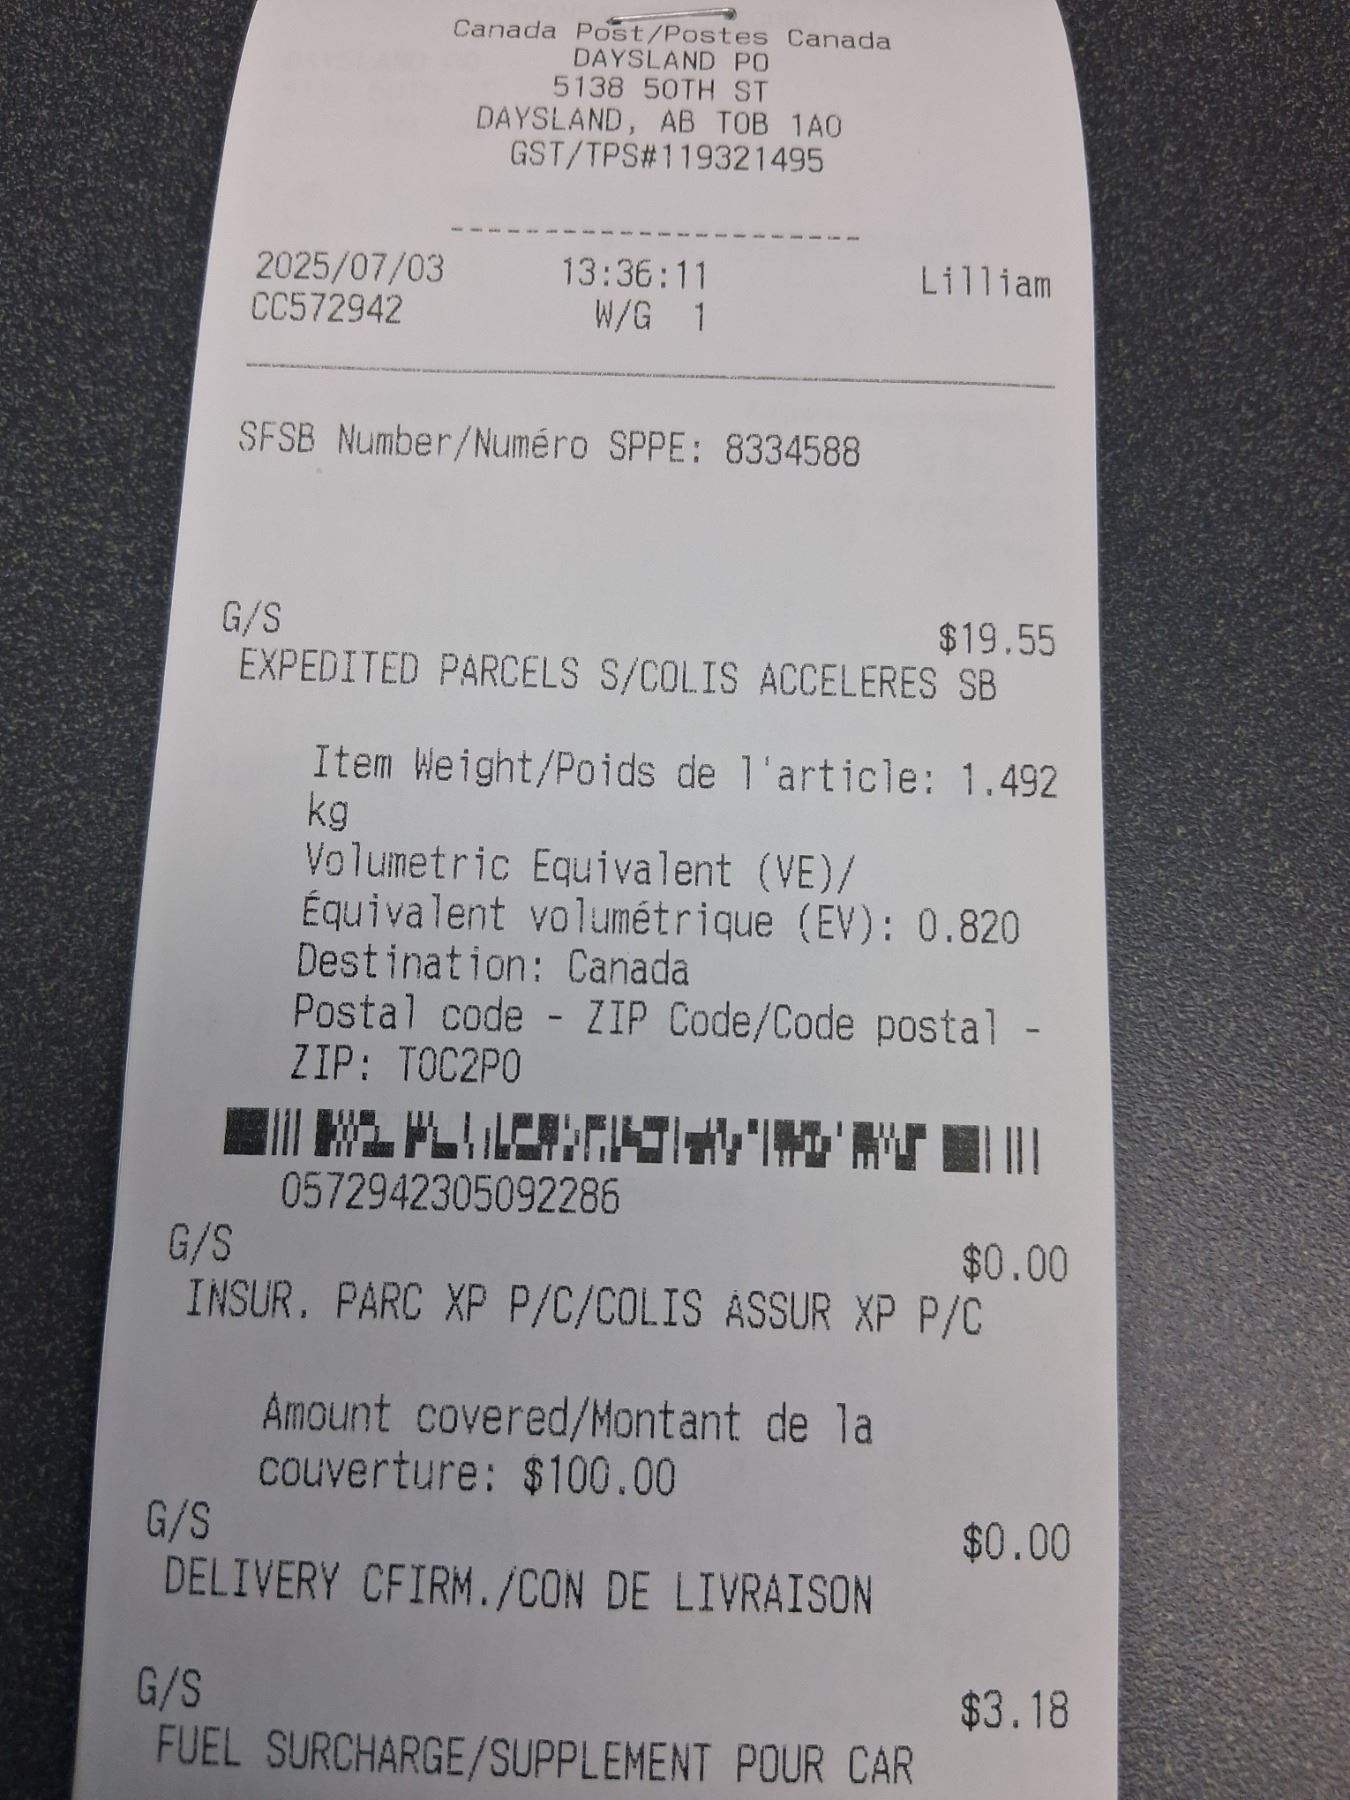 Canada Post/Postes Canada
DAYSLAND PO
5138 50TH ST
DAYSLAND, AB T0B 1A0
GST/TPS#119321495
2025/07/03 13:36:11 Lilliam
CC572942 W/G 1
SFSB Number/Numéro SPPE: 8334588
G/S $19.55
EXPEDITED PARCELS S/COLIS ACCELERES SB
Item Weight/Poids de l'article: 1.492
kg
Volumetric Equivalent (VE)/
Équivalent volumétrique (EV): 0.820
Destination: Canada
Postal code - ZIP Code/Code postal -
ZIP: T0C2P0
0572942305092286
G/S $0.00
INSUR. PARC XP P/C/COLIS ASSUR XP P/C
Amount covered/Montant de la
couverture: $100.00
G/S $0.00
DELIVERY CFIRM./CON DE LIVRAISON
G/S $3.18
FUEL SURCHARGE/SUPPLEMENT POUR CAR